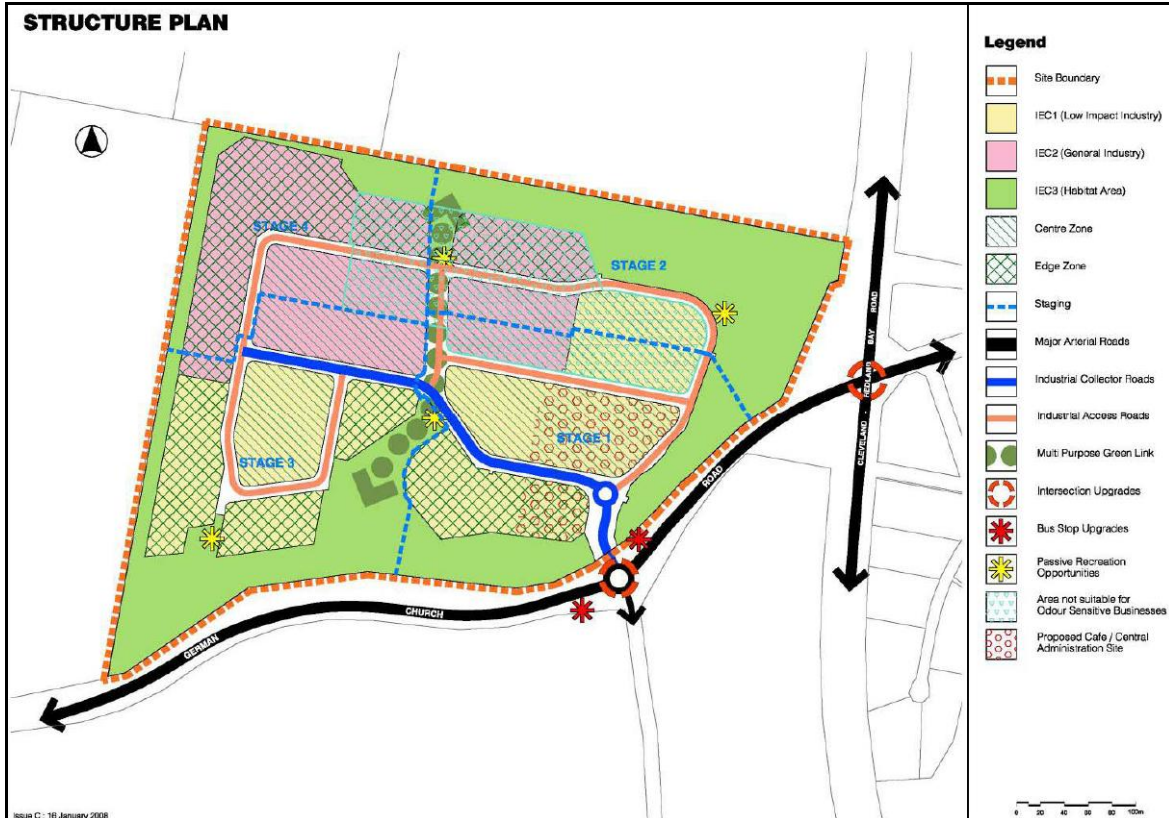 STRUCTURE PLAN
STAGE 4
STAGE 2
STAGE 1
STAGE 3
GERMAN
CHURCH
ROAD
CLEVELAND - REDLAND BAY ROAD
Issue C : 16 January 2008
Legend
Site Boundary
IEC1 (Low Impact Industry)
IEC2 (General Industry)
IEC3 (Habitat Area)
Centre Zone
Edge Zone
Staging
Major Arterial Roads
Industrial Collector Roads
Industrial Access Roads
Multi Purpose Green Link
Intersection Upgrades
Bus Stop Upgrades
Passive Recreation
Opportunities
Area not suitable for
Odour Sensitive Businesses
Proposed Cafe / Central
Administration Site
0 20 40 60 80 100m